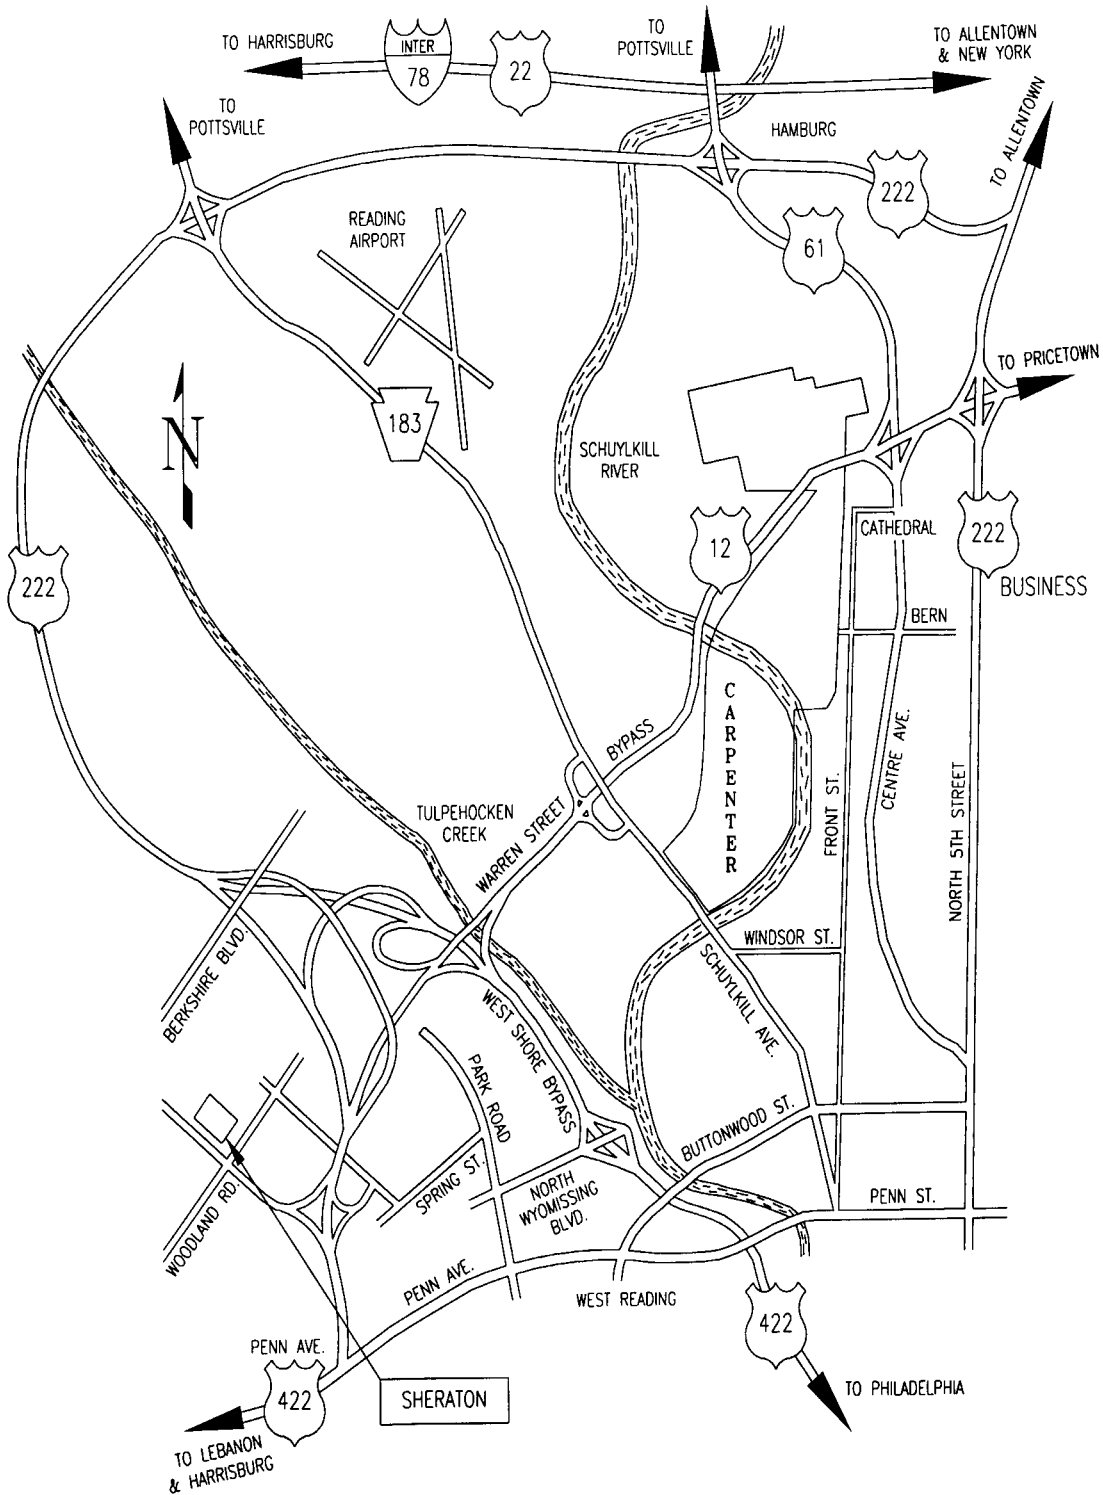 TO HARRISBURG
INTER
78
22
TO
POTTSVILLE
TO ALLENTOWN
& NEW YORK
TO
POTTSVILLE
HAMBURG
TO ALLENTOWN
222
READING
AIRPORT
61
TO PRICETOWN
N
183
SCHUYLKILL
RIVER
12
CATHEDRAL
222
BUSINESS
222
BERN
CARPENTER
BYPASS
CENTRE AVE.
FRONT ST.
NORTH 5TH STREET
TULPEHOCKEN
CREEK
WARREN STREET
BERKSHIRE BLVD.
WINDSOR ST.
SCHUYLKILL AVE.
WEST SHORE BYPASS
PARK ROAD
BUTTONWOOD ST.
SPRING ST.
NORTH
WYOMISSING
BLVD.
PENN ST.
WOODLAND RD.
PENN AVE.
WEST READING
422
PENN AVE.
422
SHERATON
TO PHILADELPHIA
TO LEBANON
& HARRISBURG